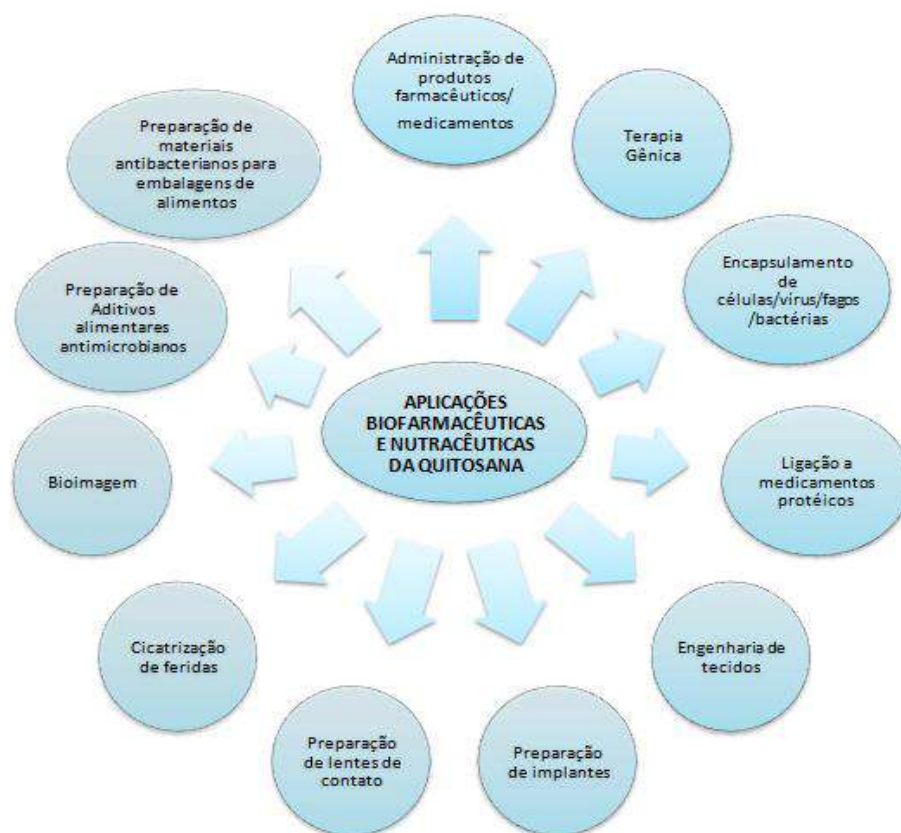 Administração de
produtos
farmacêuticos/
medicamentos
Terapia
Gênica
Encapsulamento
de
células/vírus/fagos
/bactérias
Ligação a
medicamentos
protéicos
Engenharia de
tecidos
Preparação
de implantes
Preparação
de lentes de
contato
Cicatrização
de feridas
Bioimagem
Preparação de
Aditivos
alimentares
antimicrobianos
Preparação de
materiais
antibacterianos para
embalagens de
alimentos
APLICAÇÕES
BIOFARMACÊUTICAS
E NUTRACÊUTICAS
DA QUITOSANA